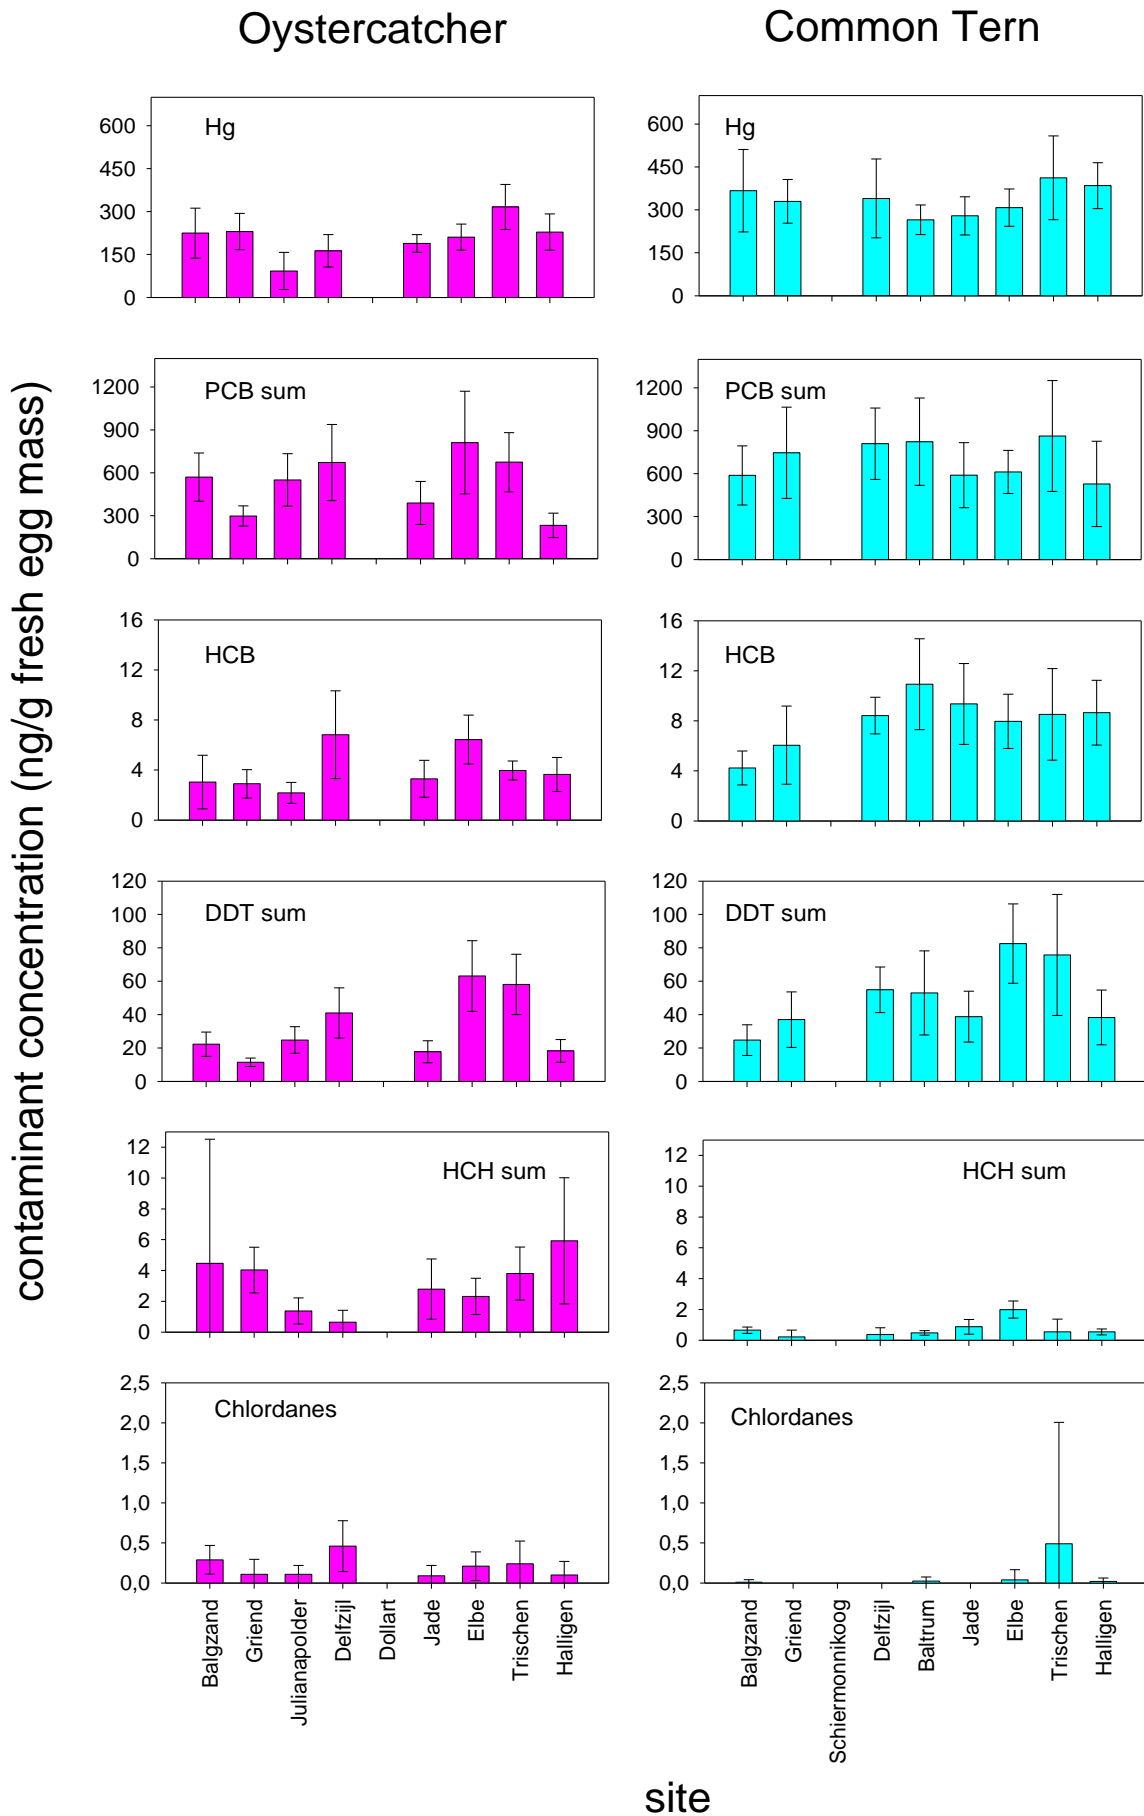 Oystercatcher
Common Tern
contaminant concentration (ng/g fresh egg mass)
Hg
600
450
300
150
0
Hg
600
450
300
150
0
PCB sum
1200
900
600
300
0
PCB sum
1200
900
600
300
0
HCB
16
12
8
4
0
HCB
16
12
8
4
0
DDT sum
120
100
80
60
40
20
0
DDT sum
120
100
80
60
40
20
0
HCH sum
12
10
8
6
4
2
0
HCH sum
12
10
8
6
4
2
0
Chlordanes
2,5
2,0
1,5
1,0
0,5
0,0
Chlordanes
2,5
2,0
1,5
1,0
0,5
0,0
Balgzand
Griend
Julianapolder
Delfzijl
Dollart
Jade
Elbe
Trischen
Halligen
Balgzand
Griend
Schiermonnikoog
Delfzijl
Baltrum
Jade
Elbe
Trischen
Halligen
site